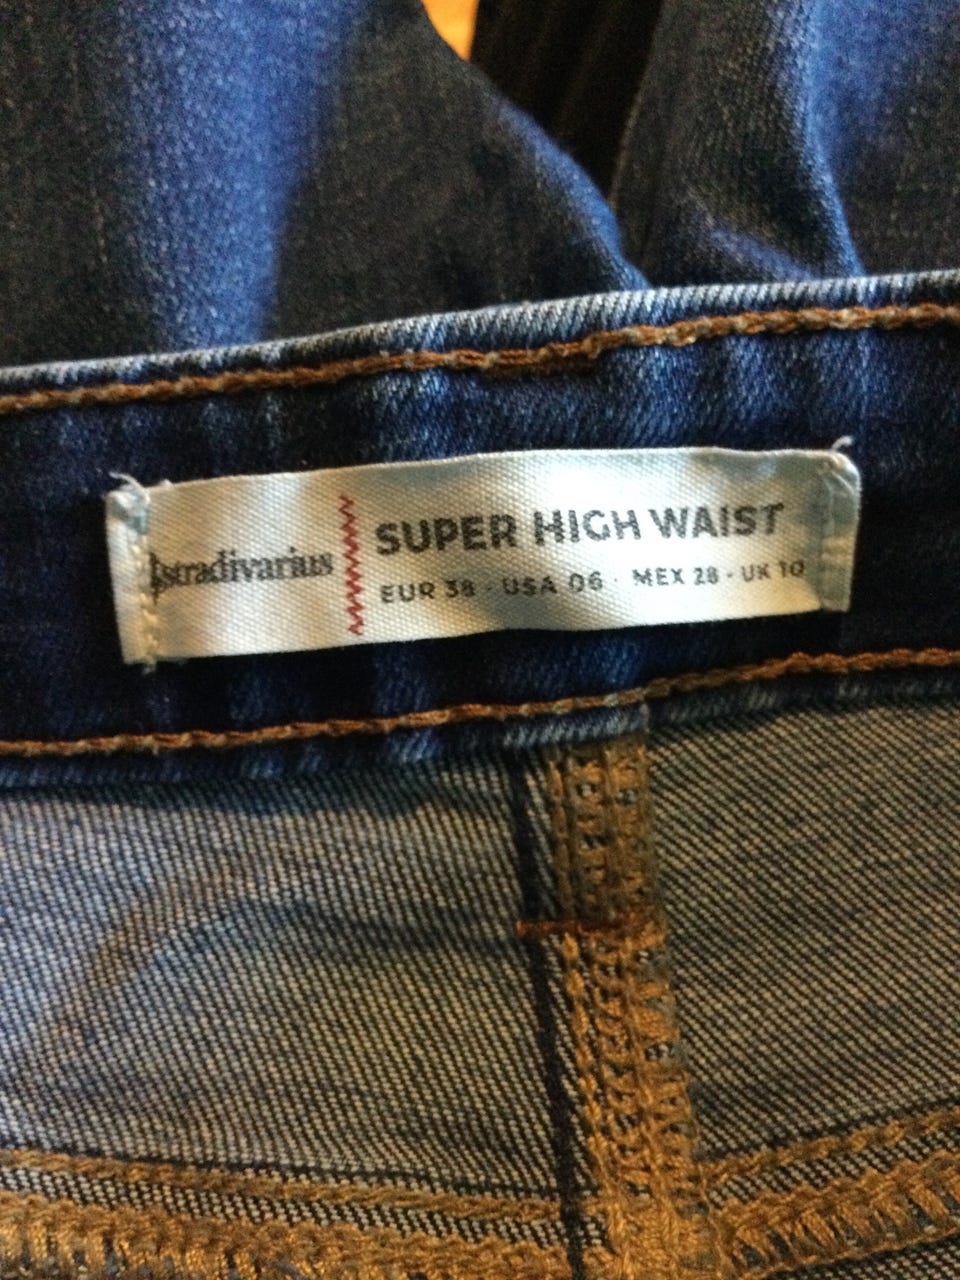 stradivarius
SUPER HIGH WAIST
EUR 38 · USA 06 · MEX 28 · UK 10